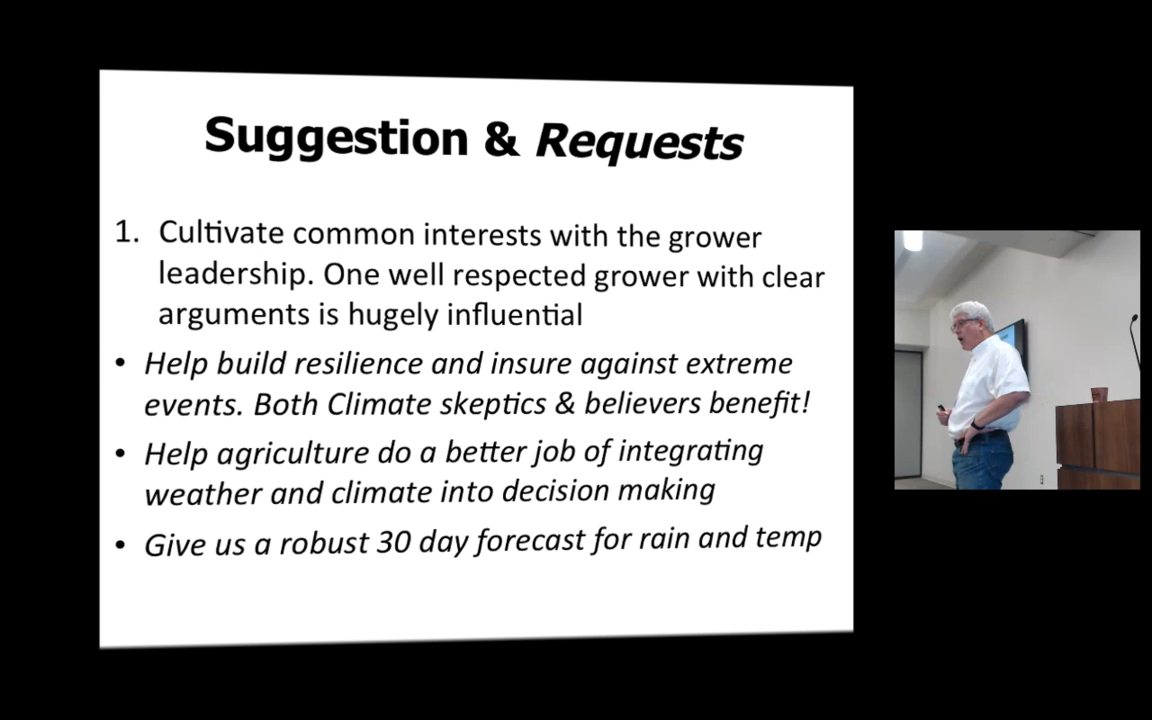 Suggestion & Requests
1. Cultivate common interests with the grower
leadership. One well respected grower with clear
arguments is hugely influential
• Help build resilience and insure against extreme
events. Both Climate skeptics & believers benefit!
• Help agriculture do a better job of integrating
weather and climate into decision making
• Give us a robust 30 day forecast for rain and temp